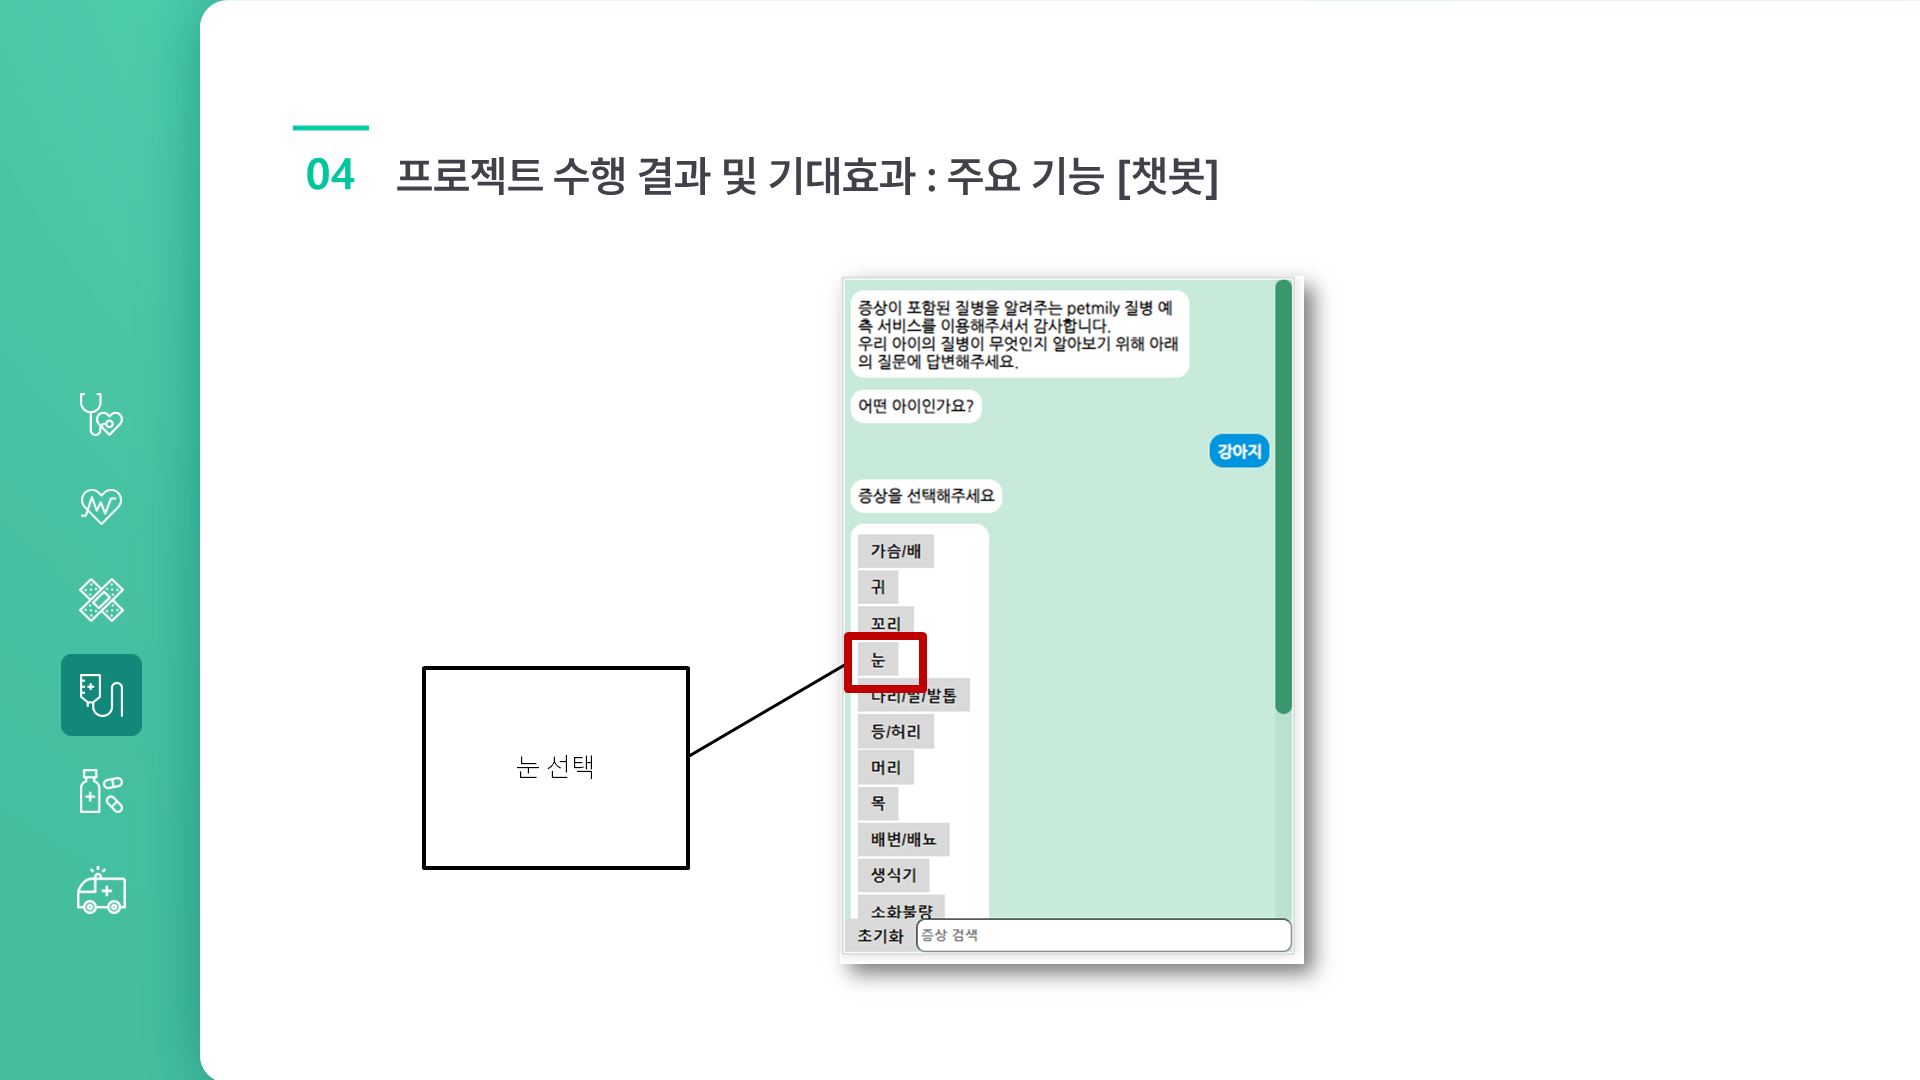 04 프로젝트 수행 결과 및 기대효과 : 주요 기능 [챗봇]
증상이 포함된 질병을 알려주는 petmily 질병 예
측 서비스를 이용해주셔서 감사합니다.
우리 아이의 질병이 무엇인지 알아보기 위해 아래
의 질문에 답변해주세요.
어떤 아이인가요?
강아지
증상을 선택해주세요
가슴/배
귀
꼬리
눈
다리/발/발톱
등/허리
머리
목
배변/배뇨
생식기
소화불량
초기화
증상 검색
눈 선택